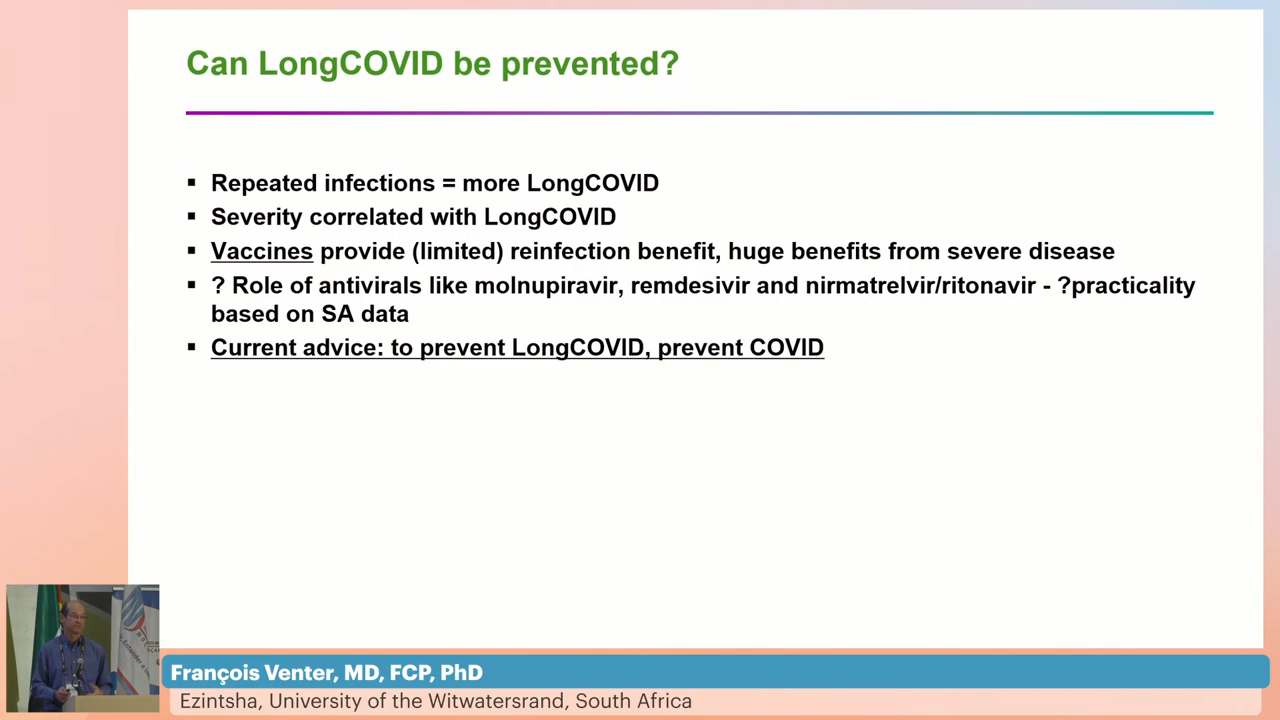 Can LongCOVID be prevented?
▪ Repeated infections = more LongCOVID
▪ Severity correlated with LongCOVID
▪ Vaccines provide (limited) reinfection benefit, huge benefits from severe disease
▪ ? Role of antivirals like molnupiravir, remdesivir and nirmatrelvir/ritonavir - ?practicality
based on SA data
▪ Current advice: to prevent LongCOVID, prevent COVID
François Venter, MD, FCP, PhD
Ezintsha, University of the Witwatersrand, South Africa